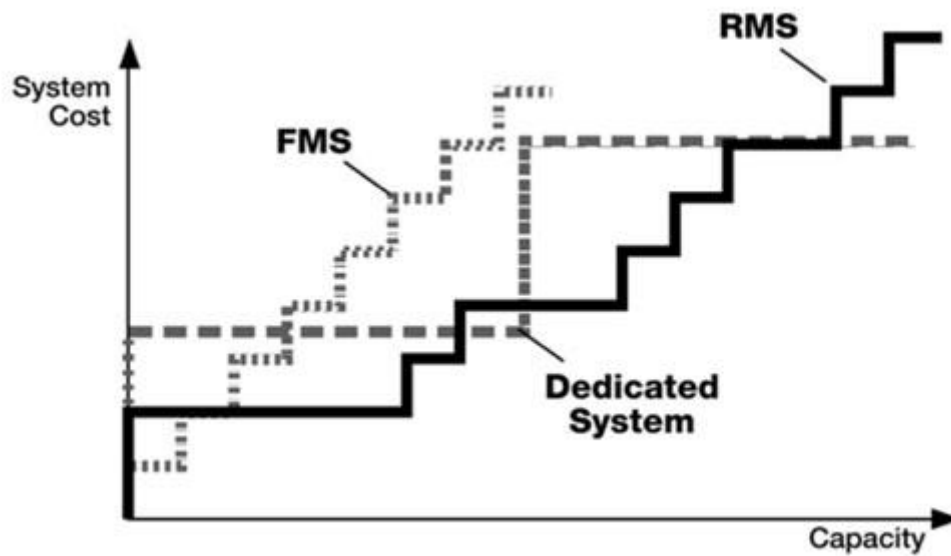 RMS
System
Cost
FMS
Dedicated
System
Capacity